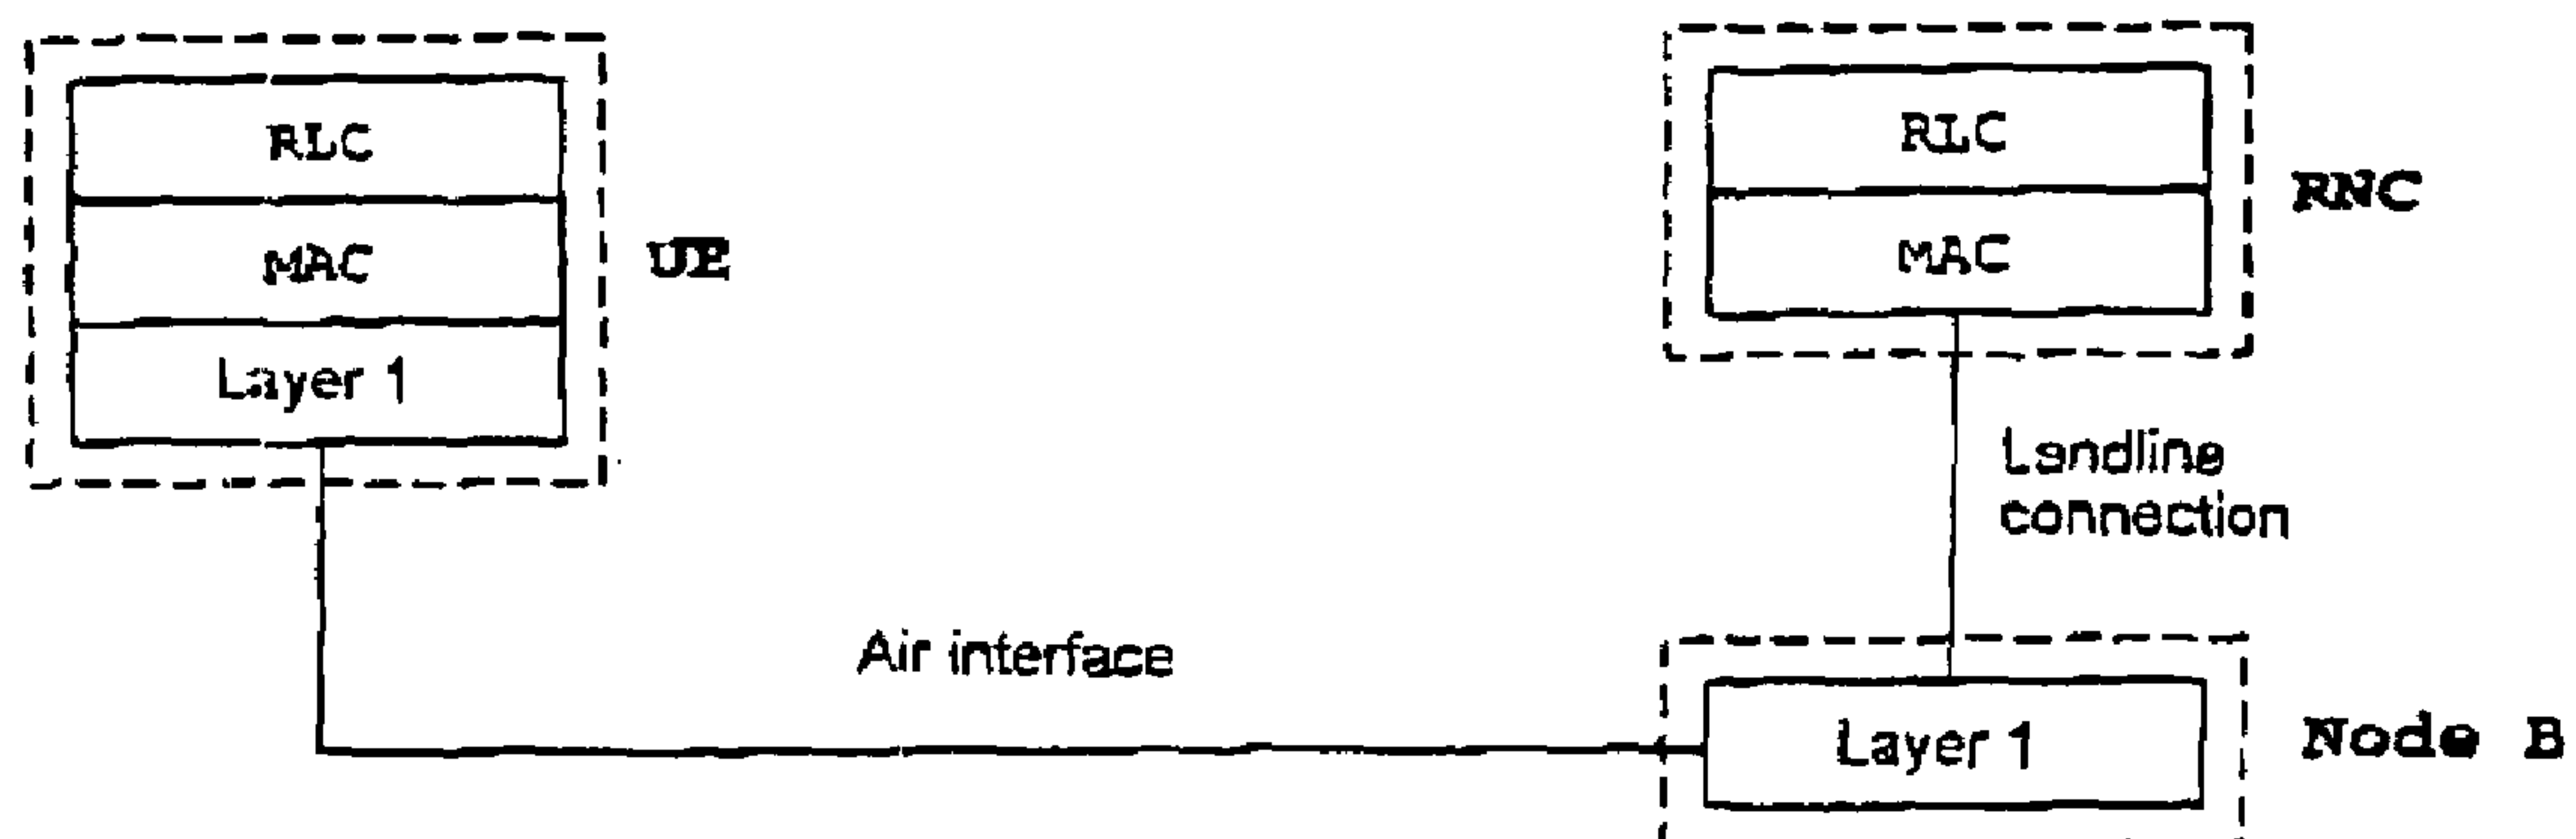 RLC
MAC
Layer 1
UE
RLC
MAC
RNC
Landline
connection
Air interface
Layer 1
Node B